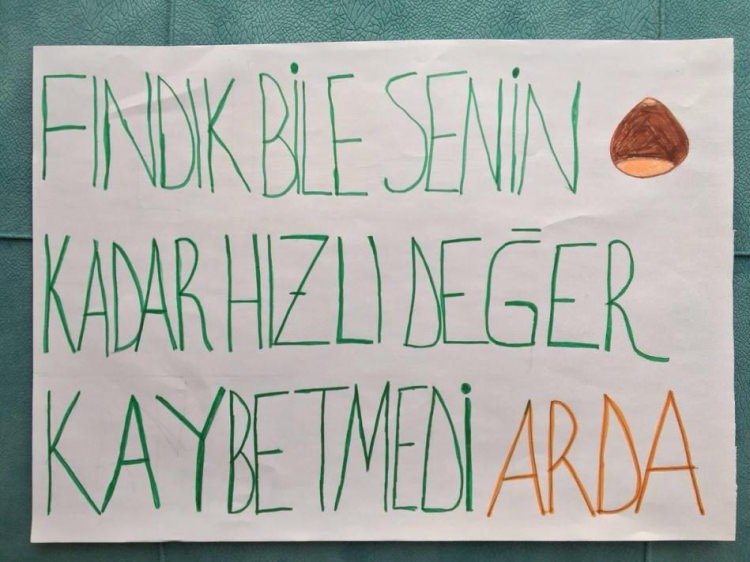 FINDIK BİLE SENİN
KADAR HIZLI DEĞER
KAYBETMEDİ ARDA